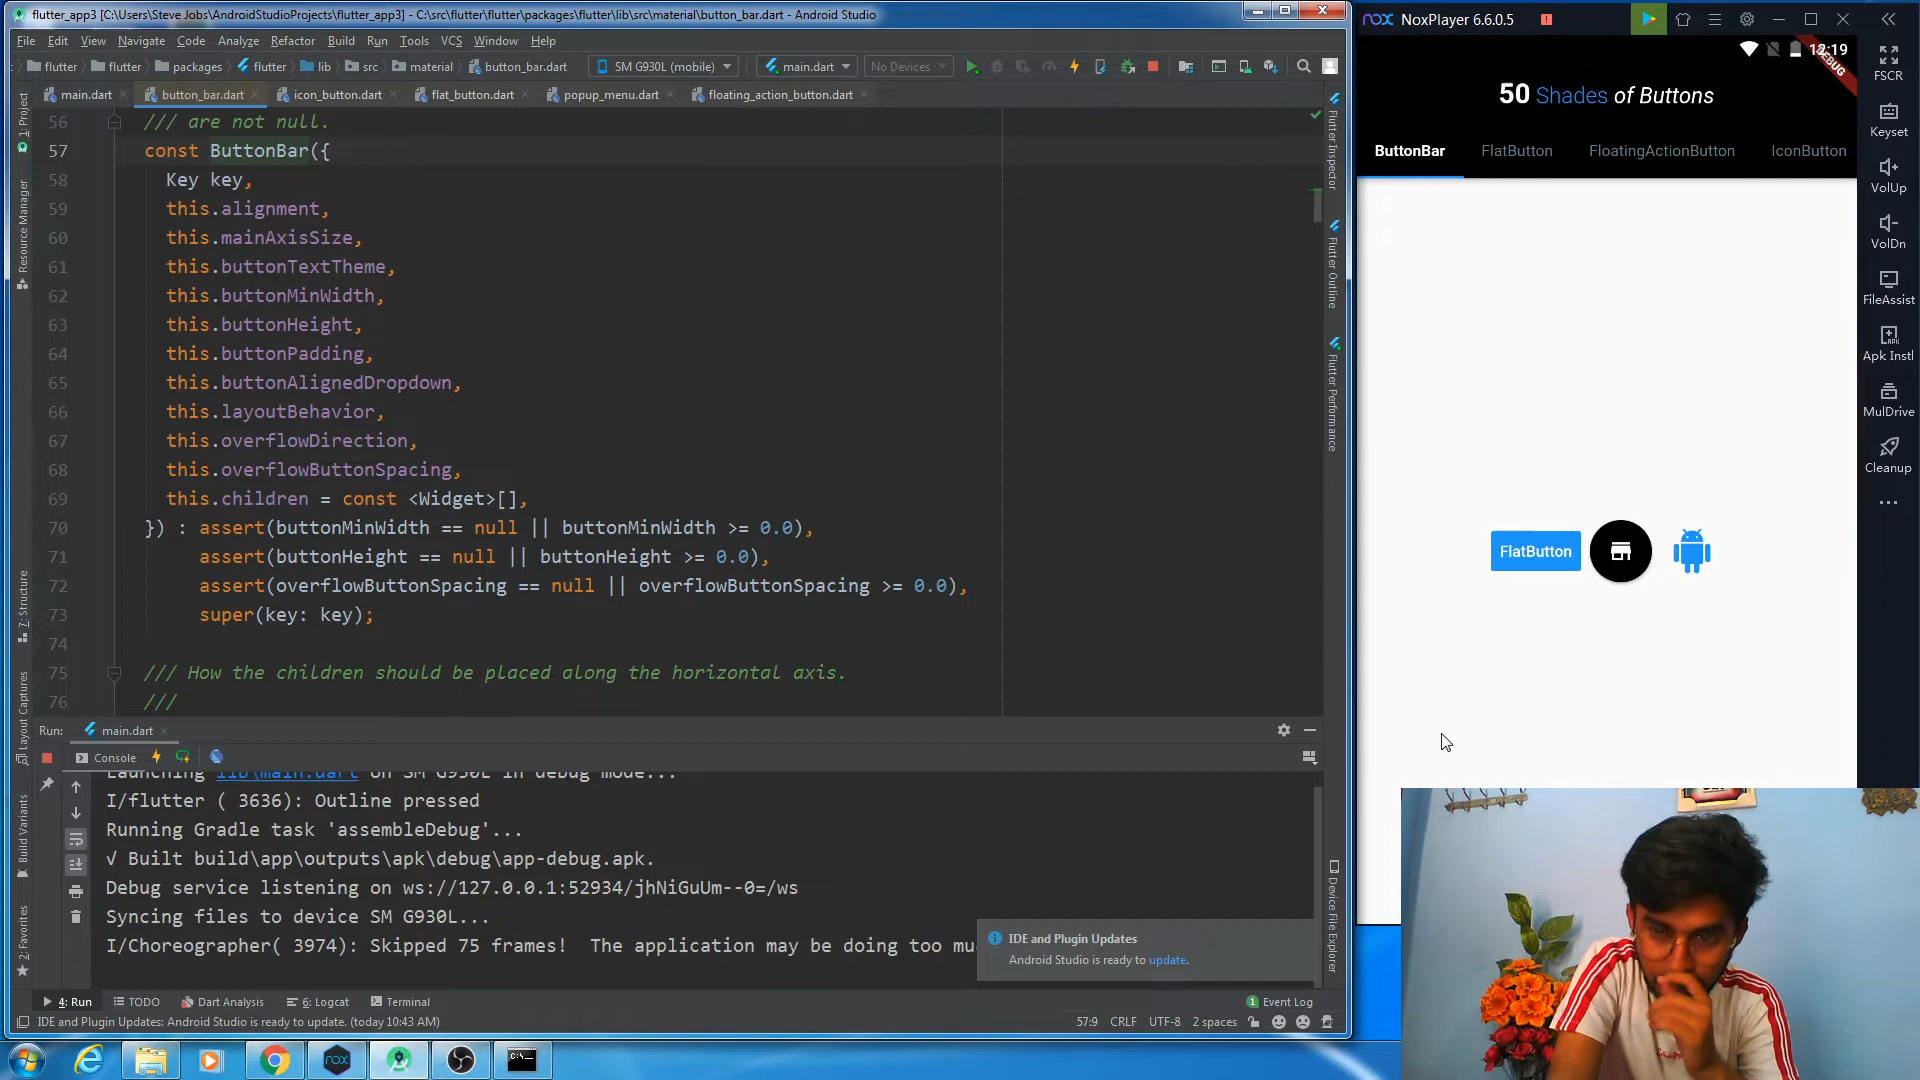 flutter_app3 [C:\Users\Steve Jobs\AndroidStudioProjects\flutter_app3] - C:\src\flutter\flutter\packages\flutter\lib\src\material\button_bar.dart - Android Studio
File Edit View Navigate Code Analyze Refactor Build Run Tools VCS Window Help
flutter flutter packages flutter lib src material button_bar.dart SM G930L (mobile) main.dart No Devices
main.dart button_bar.dart icon_button.dart flat_button.dart popup_menu.dart floating_action_button.dart
56 /// are not null.
57 const ButtonBar({
58 Key key,
59 this.alignment,
60 this.mainAxisSize,
61 this.buttonTextTheme,
62 this.buttonMinWidth,
63 this.buttonHeight,
64 this.buttonPadding,
65 this.buttonAlignedDropdown,
66 this.layoutBehavior,
67 this.overflowDirection,
68 this.overflowButtonSpacing,
69 this.children = const <Widget>[],
70 }) : assert(buttonMinWidth == null || buttonMinWidth >= 0.0),
71 assert(buttonHeight == null || buttonHeight >= 0.0),
72 assert(overflowButtonSpacing == null || overflowButtonSpacing >= 0.0),
73 super(key: key);
74
75 /// How the children should be placed along the horizontal axis.
76 ///
1: Project
Resource Manager
7: Structure
Layout Captures
Build Variants
2: Favorites
Flutter Inspector
Flutter Outline
Flutter Performance
Device File Explorer
Run: main.dart
Console
Launching lib\main.dart on SM G930L in debug mode...
I/flutter ( 3636): Outline pressed
Running Gradle task 'assembleDebug'...
√ Built build\app\outputs\apk\debug\app-debug.apk.
Debug service listening on ws://127.0.0.1:52934/jhNiGuUm--0=/ws
Syncing files to device SM G930L...
I/Choreographer( 3974): Skipped 75 frames! The application may be doing too mu
IDE and Plugin Updates
Android Studio is ready to update.
4: Run TODO Dart Analysis 6: Logcat Terminal 1 Event Log
IDE and Plugin Updates: Android Studio is ready to update. (today 10:43 AM) 57:9 CRLF UTF-8 2 spaces
nox NoxPlayer 6.6.0.5
12:19
DEBUG
50 Shades of Buttons
ButtonBar FlatButton FloatingActionButton IconButton
FlatButton
FSCR
Keyset
VolUp
VolDn
FileAssist
Apk Instl
MulDrive
Cleanup
nox
C:\